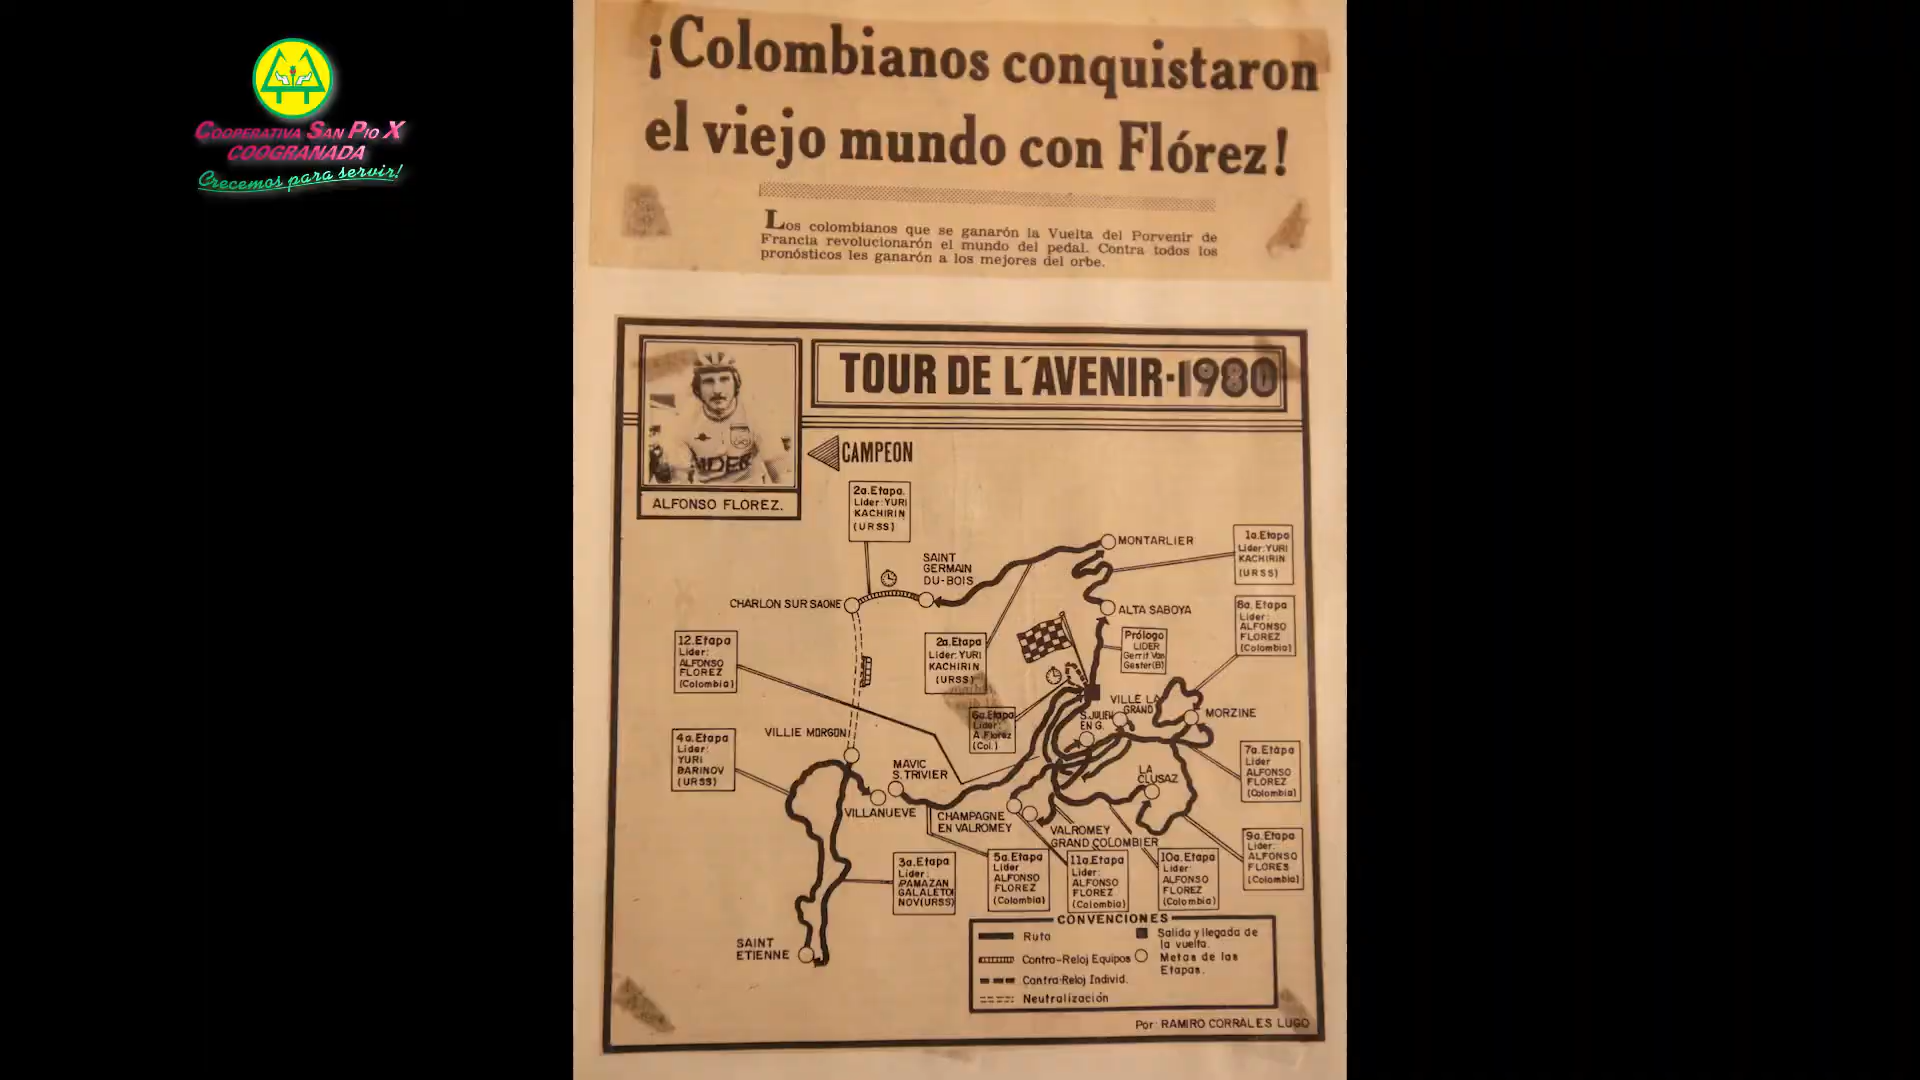 COOPERATIVA SAN PIO X
COOGRANADA
Crecemos para servir!
¡Colombianos conquistaron
el viejo mundo con Flórez!
Los colombianos que se ganarón la Vuelta del Porvenir de
Francia revolucionarón el mundo del pedal. Contra todos los
pronósticos les ganarón a los mejores del orbe.
TOUR DE L´AVENIR-1980
CAMPEON
ALFONSO FLOREZ.
2a.Etapa.
Lider: YURI
KACHIRIN
(URSS)
SAINT
GERMAIN
DU-BOIS
MONTARLIER
1a.Etapa
Lider: YURI
KACHIRIN
(URSS)
CHARLON SUR SAONE
ALTA SABOYA
8a. Etapa
Lider:
ALFONSO
FLOREZ
(Colombia)
12.Etapa
Lider:
ALFONSO
FLOREZ
(Colombia)
2a.Etapa
Lider: YURI
KACHIRIN
(URSS)
Prólogo
LIDER
Gerrit Van
Gester(B)
6a.Etapa
Lider:
A.Florez
(Col.)
S.JULIEN
EN G.
VILLE LA
GRAND
MORZINE
VILLIE MORGON
4a.Etapa
Lider:
YURI
BARINOV
(URSS)
MAVIC
S.TRIVIER
LA
CLUSAZ
7a.Etapa
Lider
ALFONSO
FLOREZ
(Colombia)
VILLANUEVE
CHAMPAGNE
EN VALROMEY
VALROMEY
GRAND COLOMBIER
9a.Etapa
Lider:
ALFONSO
FLORES
(Colombia)
3a.Etapa
Lider:
RAMAZAN
GALALETDI
NOV(URSS)
5a.Etapa
Lider
ALFONSO
FLOREZ
(Colombia)
11a.Etapa
Lider:
ALFONSO
FLOREZ
(Colombia)
10a.Etapa
Lider:
ALFONSO
FLOREZ
(Colombia)
SAINT
ETIENNE
CONVENCIONES
Ruta
Contra-Reloj Equipos
Contra-Reloj Individ.
Neutralización
Salida y llegada de
la vuelta.
Metas de las
Etapas.
Por: RAMIRO CORRALES LUGO